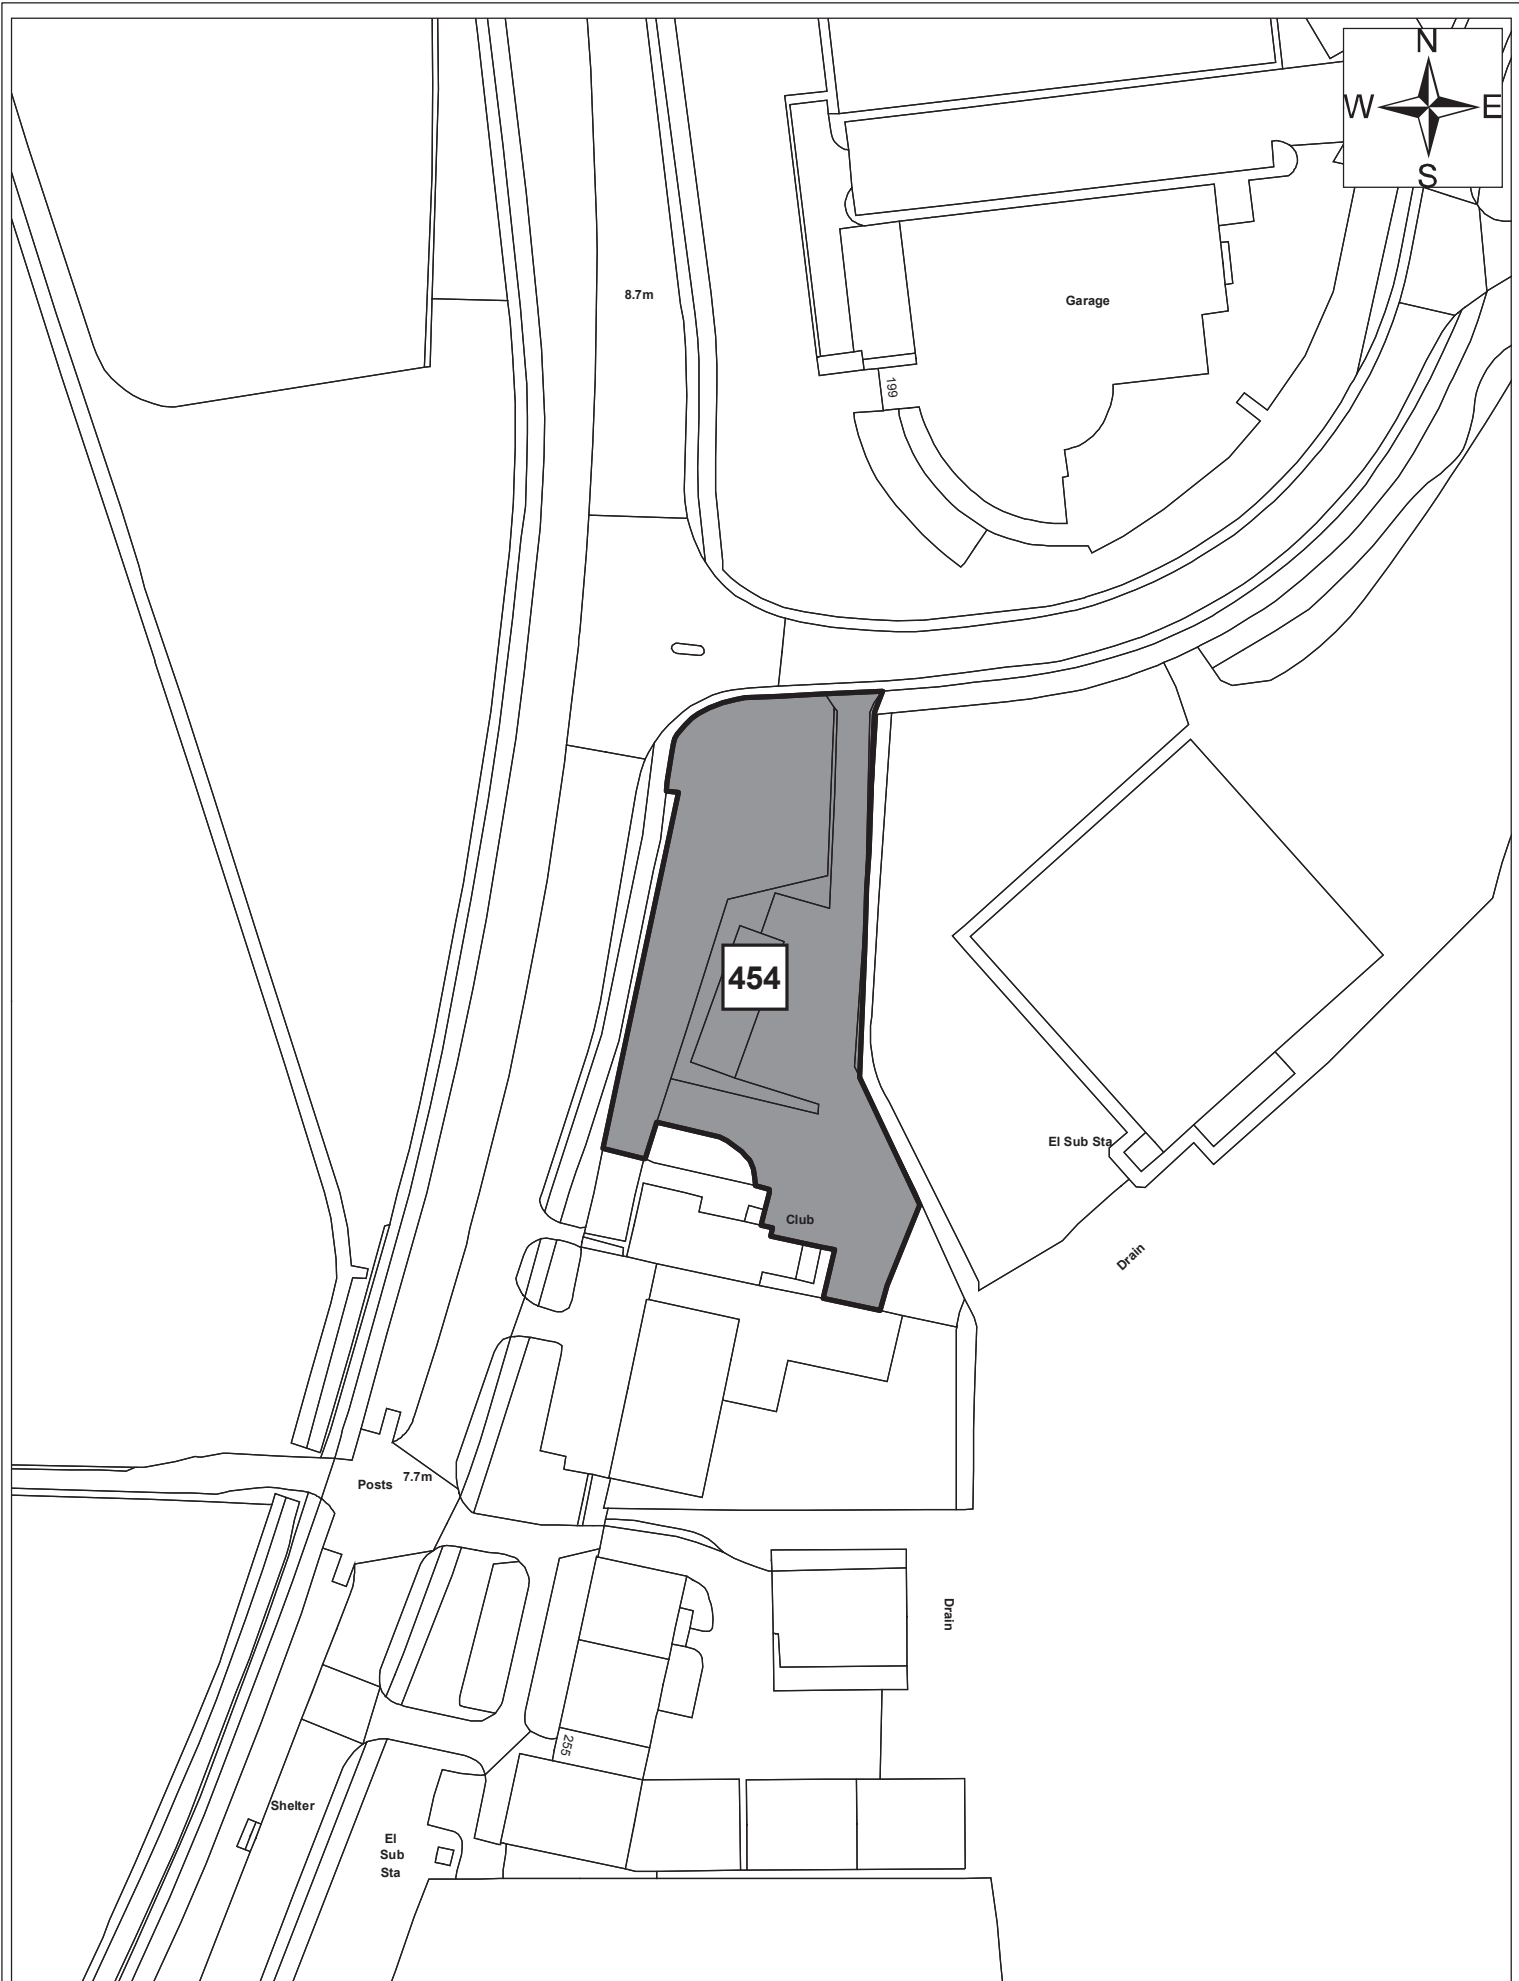 N
W E
S
8.7m
Garage
199
454
El Sub Sta
Club
Drain
Posts
7.7m
Drain
255
Shelter
El
Sub
Sta